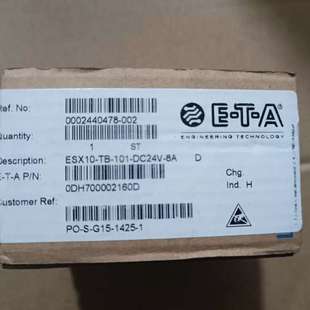 Ref. No:
0002440478-002
E-T-A®
ENGINEERING TECHNOLOGY
Quantity:
1 ST
Description: ESX10-TB-101-DC24V-8A D
E-T-A P/N:
0DH700002160D
Chg.
Ind. H
Customer Ref:
PO-S-G15-1425-1